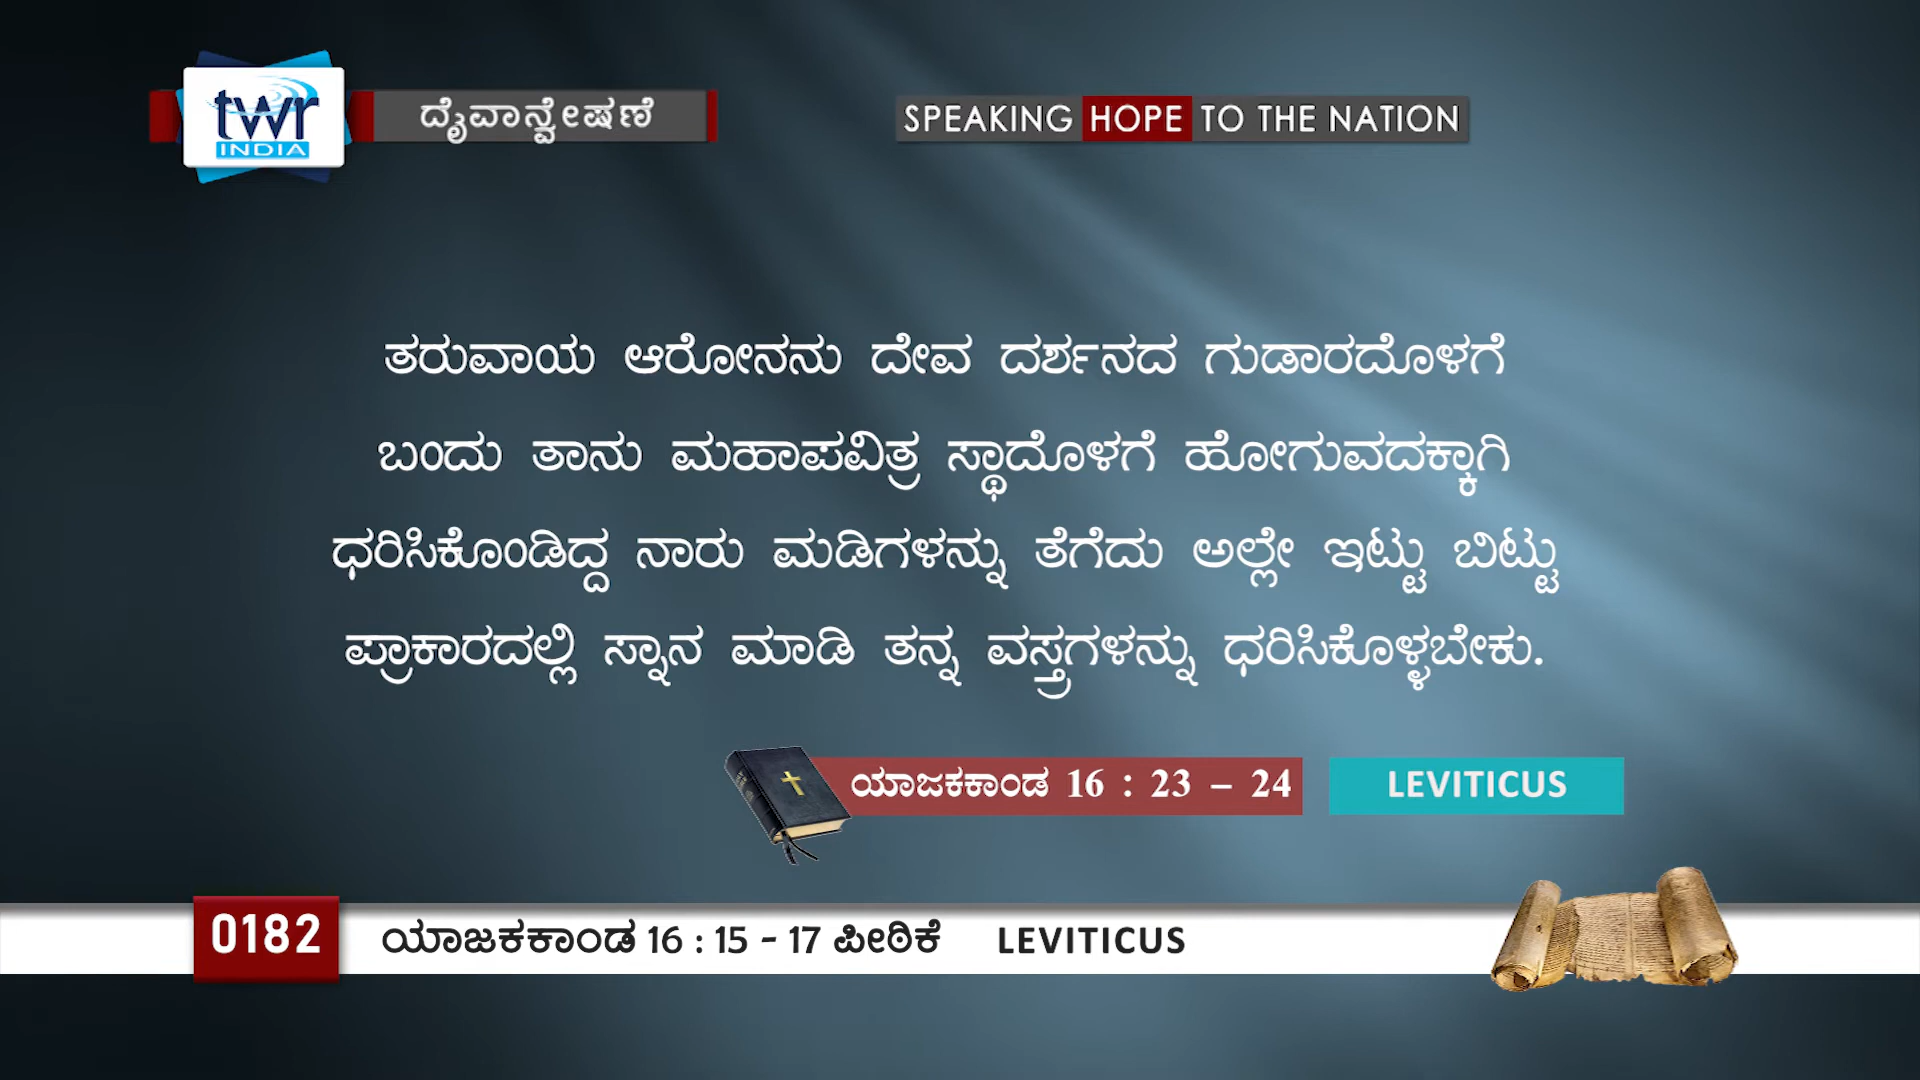 twr
INDIA
ದೈವಾನ್ವೇಷಣೆ
SPEAKING HOPE TO THE NATION
ತರುವಾಯ ಆರೋನನು ದೇವ ದರ್ಶನದ ಗುಡಾರದೊಳಗೆ
ಬಂದು ತಾನು ಮಹಾಪವಿತ್ರ ಸ್ಥಾದೊಳಗೆ ಹೋಗುವದಕ್ಕಾಗಿ
ಧರಿಸಿಕೊಂಡಿದ್ದ ನಾರು ಮಡಿಗಳನ್ನು ತೆಗೆದು ಅಲ್ಲೇ ಇಟ್ಟು ಬಿಟ್ಟು
ಪ್ರಾಕಾರದಲ್ಲಿ ಸ್ನಾನ ಮಾಡಿ ತನ್ನ ವಸ್ತ್ರಗಳನ್ನು ಧರಿಸಿಕೊಳ್ಳಬೇಕು.
ಯಾಜಕಕಾಂಡ 16 : 23 – 24
LEVITICUS
0182
ಯಾಜಕಕಾಂಡ 16 : 15 - 17 ಪೀಠಿಕೆ LEVITICUS